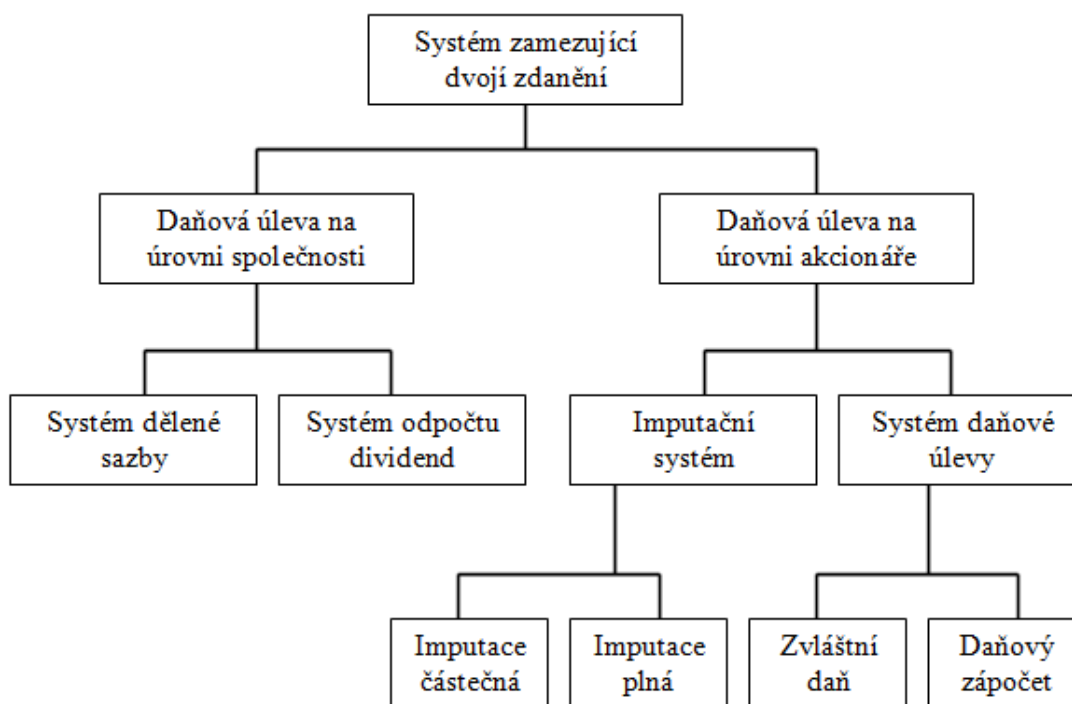 Systém zamezující
dvojí zdanění
Daňová úleva na
úrovni společnosti
Daňová úleva na
úrovni akcionáře
Systém dělené
sazby
Systém odpočtu
dividend
Imputační
systém
Systém daňové
úlevy
Imputace
částečná
Imputace
plná
Zvláštní
daň
Daňový
zápočet